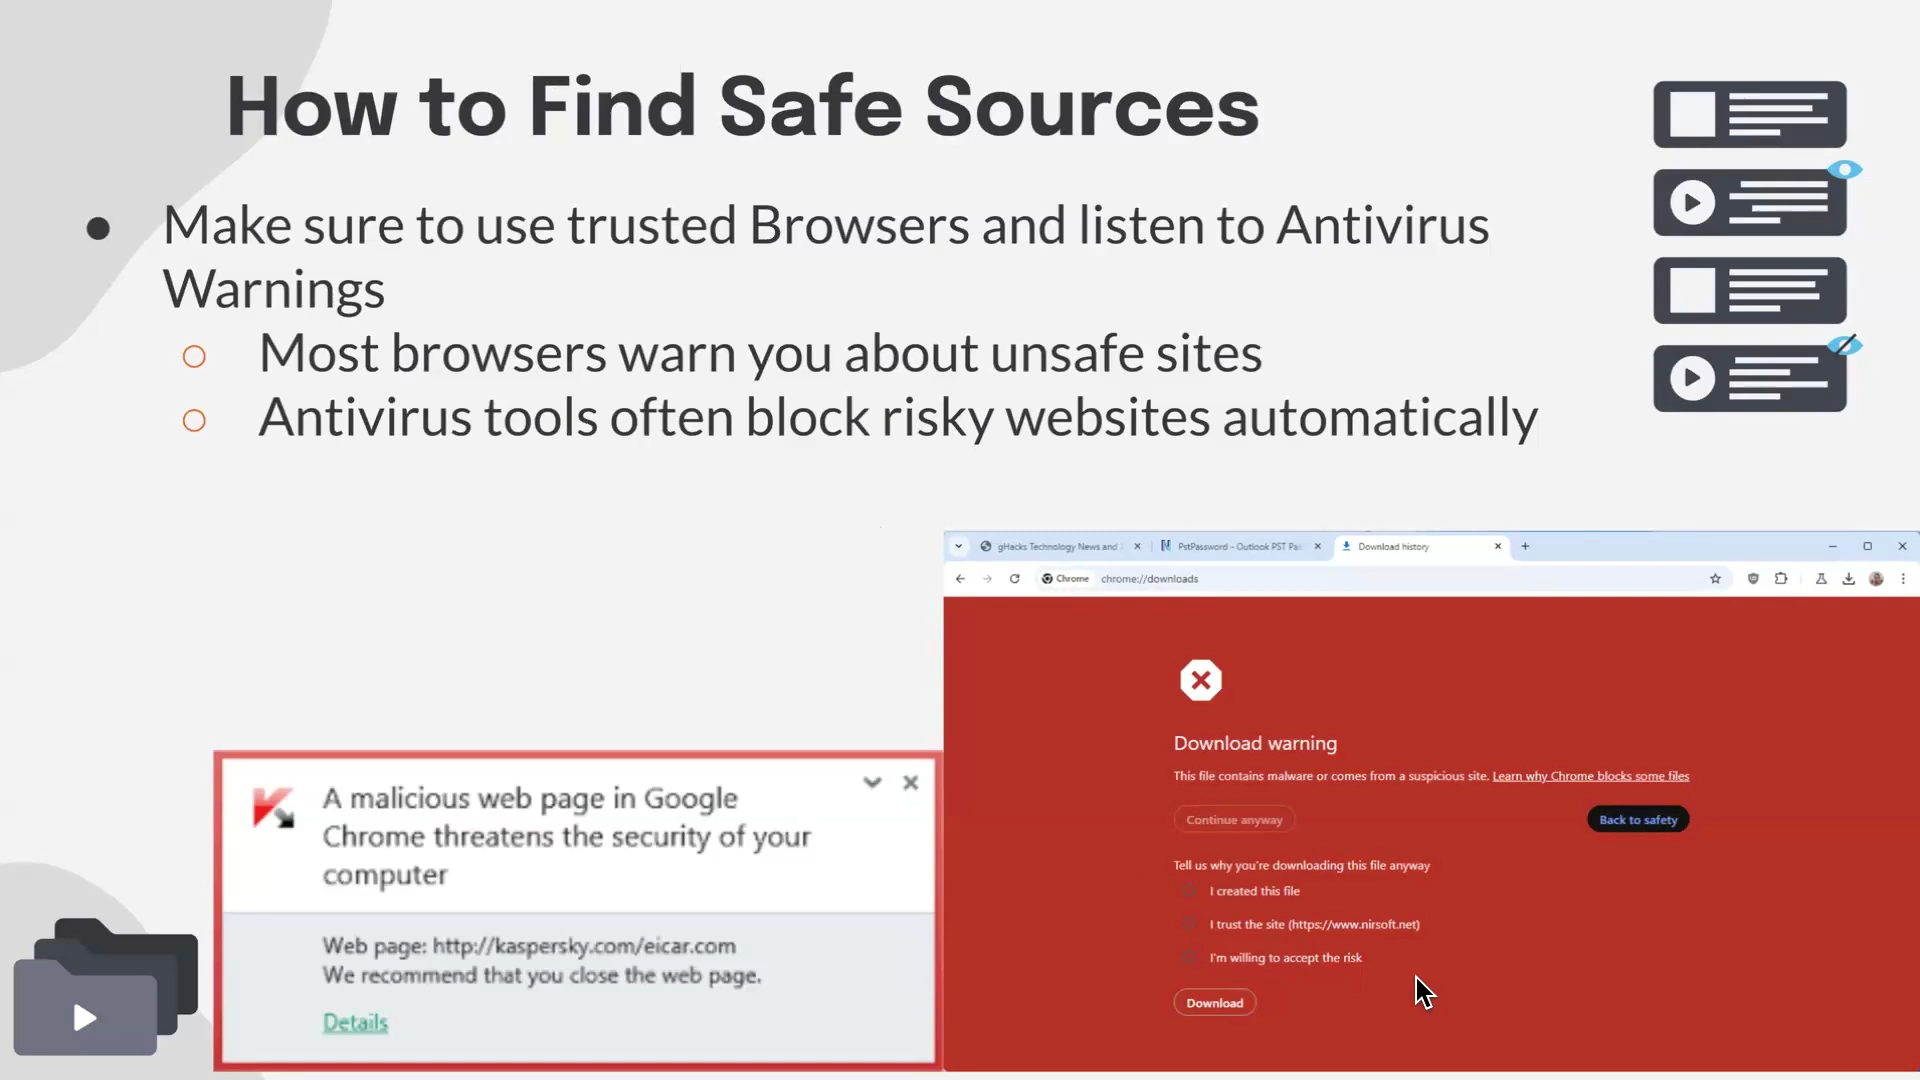 How to Find Safe Sources
● Make sure to use trusted Browsers and listen to Antivirus
Warnings
○ Most browsers warn you about unsafe sites
○ Antivirus tools often block risky websites automatically
gHacks Technology News and
PstPassword - Outlook PST Pas
Download history
Chrome
chrome://downloads
Download warning
This file contains malware or comes from a suspicious site. Learn why Chrome blocks some files
Continue anyway
Back to safety
Tell us why you're downloading this file anyway
I created this file
I trust the site (https://www.nirsoft.net)
I'm willing to accept the risk
Download
A malicious web page in Google
Chrome threatens the security of your
computer
Web page: http://kaspersky.com/eicar.com
We recommend that you close the web page.
Details